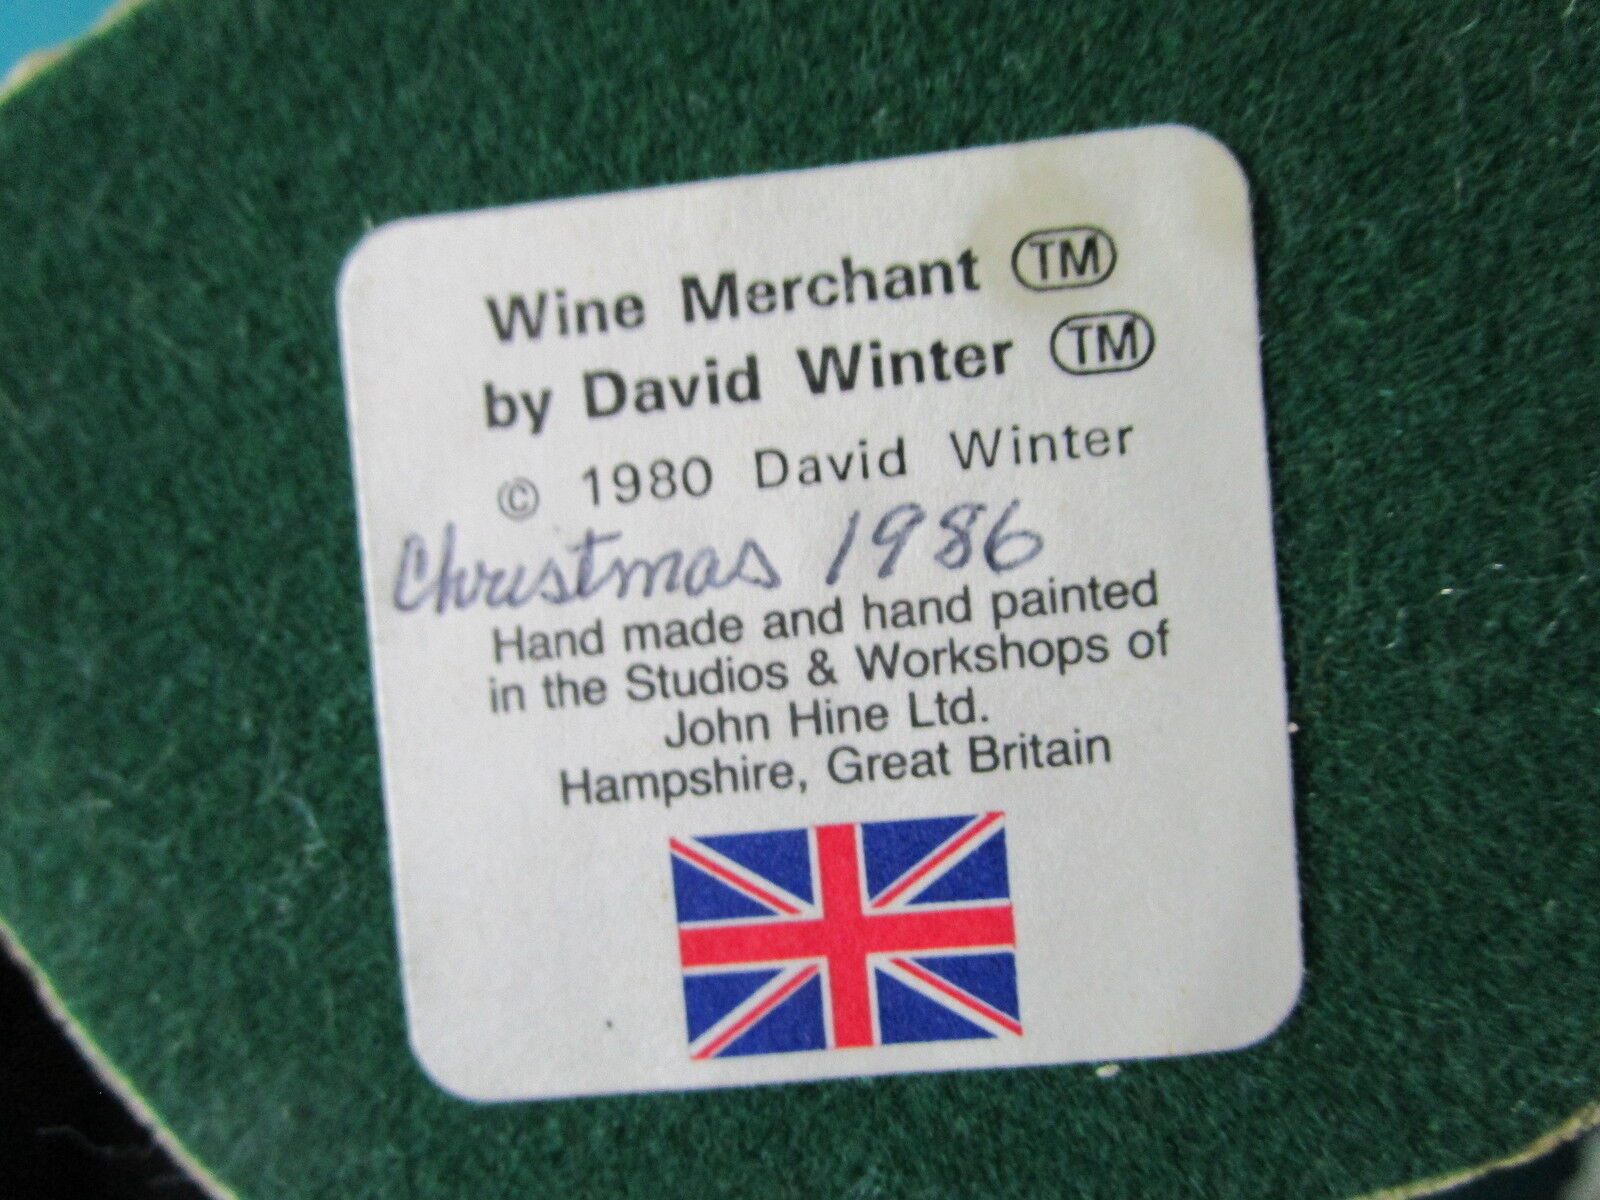 Wine Merchant TM
by David Winter TM
© 1980 David Winter
Christmas 1986
Hand made and hand painted
in the Studios & Workshops of
John Hine Ltd.
Hampshire, Great Britain